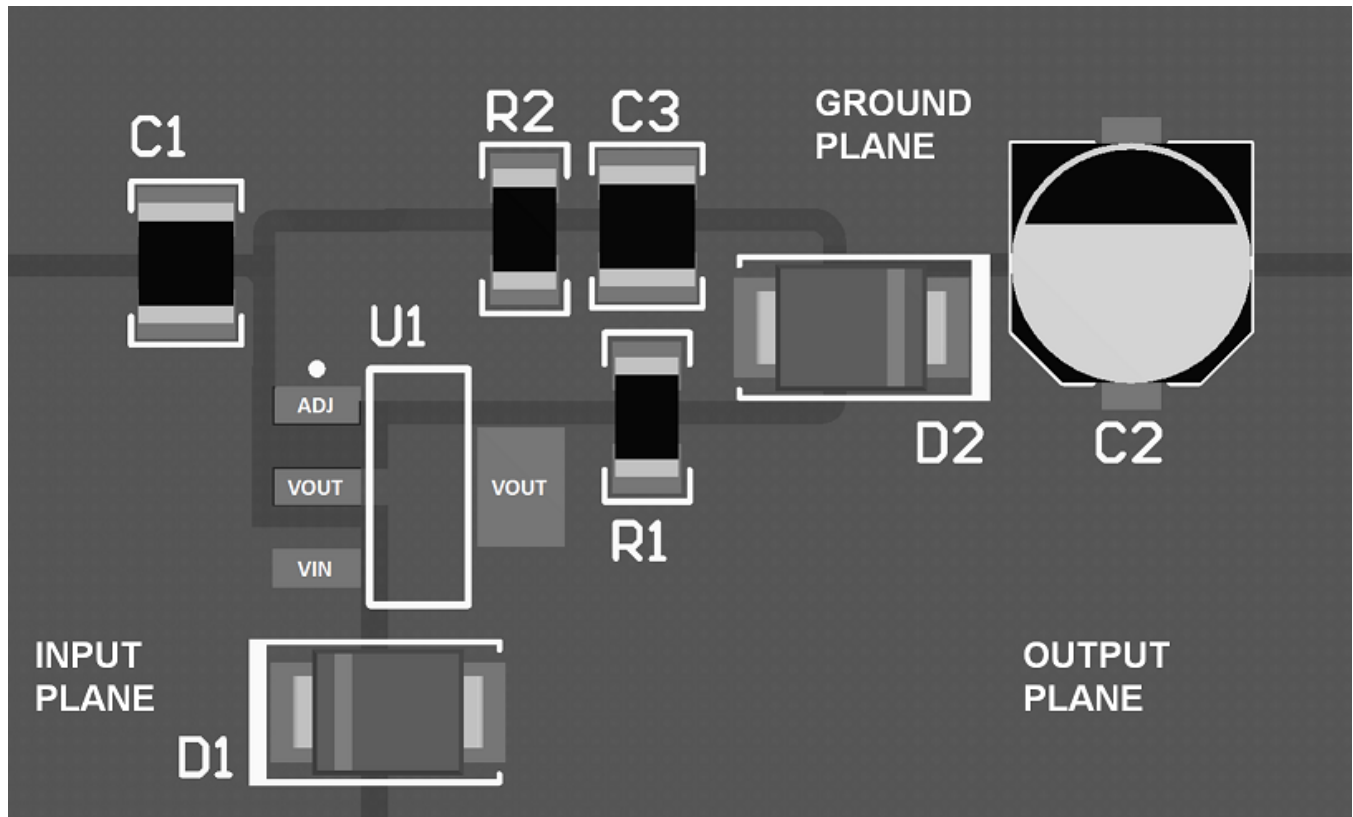 C1
R2
C3
GROUND
PLANE
U1
ADJ
VOUT
VOUT
VIN
R1
D2
C2
INPUT
PLANE
D1
OUTPUT
PLANE